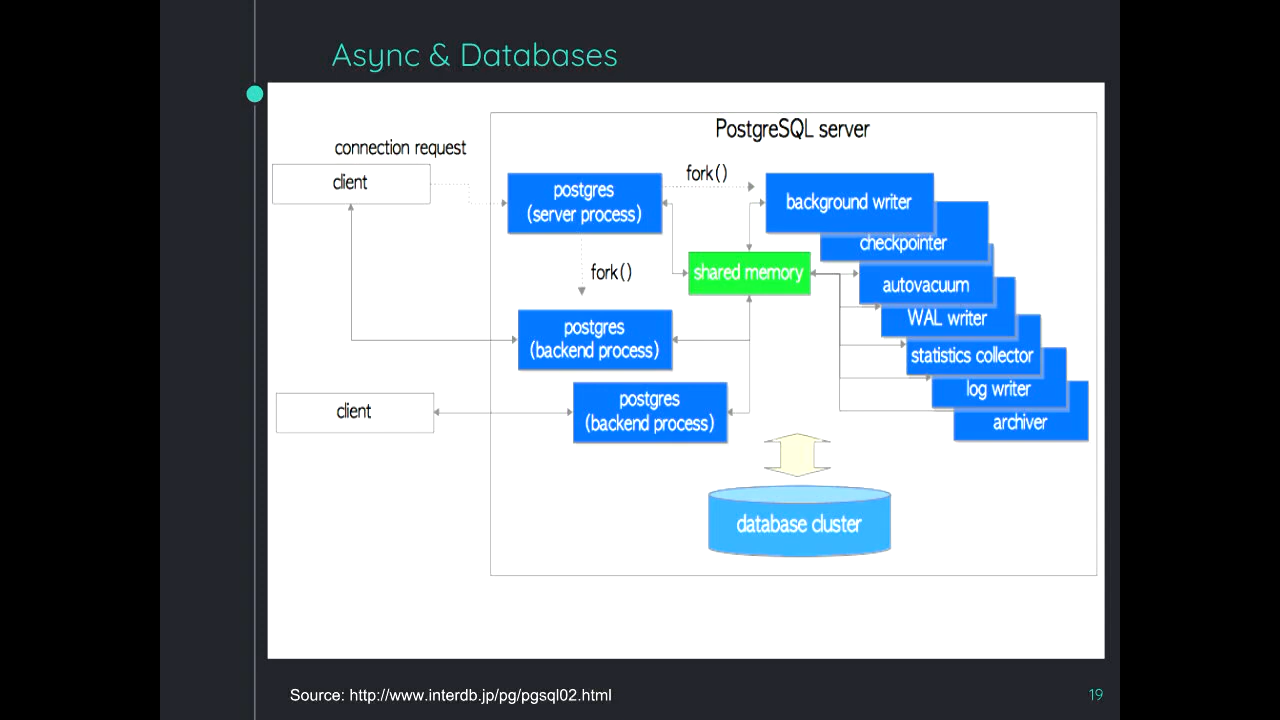 Async & Databases
PostgreSQL server
connection request
client
postgres
(server process)
fork()
background writer
checkpointer
shared memory
fork()
autovacuum
WAL writer
postgres
(backend process)
statistics collector
log writer
client
postgres
(backend process)
archiver
database cluster
Source: http://www.interdb.jp/pg/pgsql02.html
19